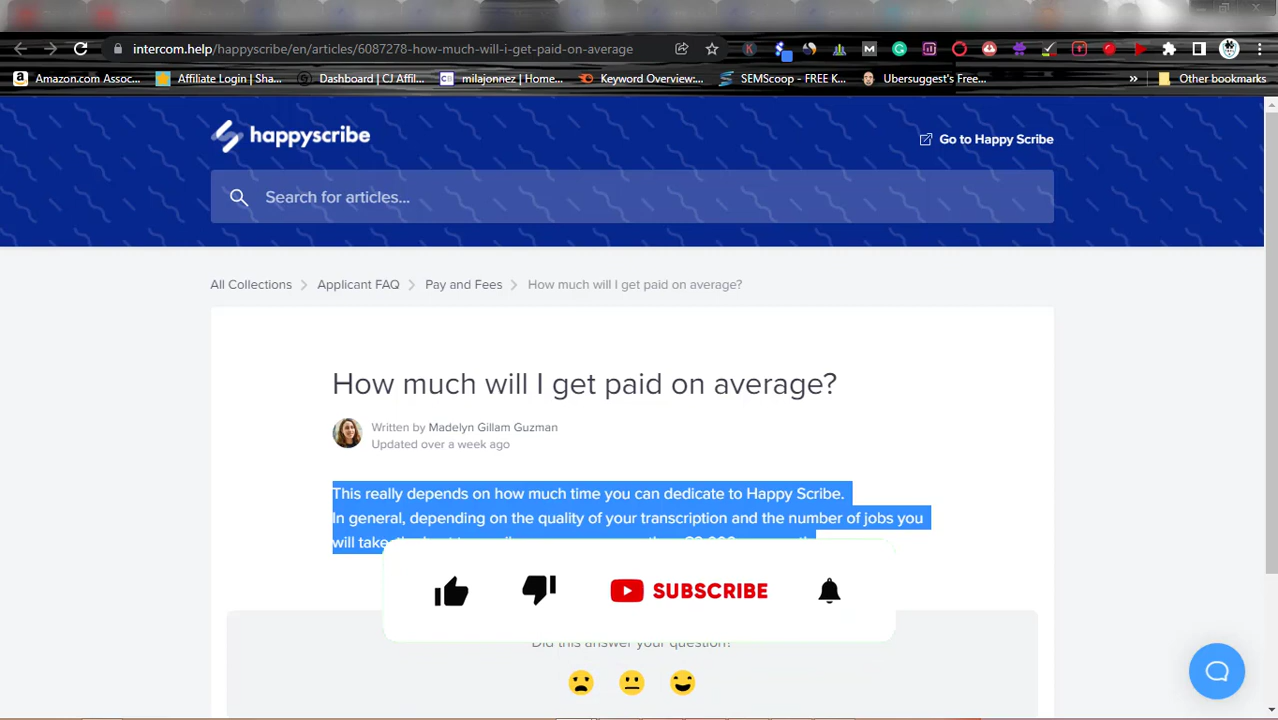 intercom.help/happyscribe/en/articles/6087278-how-much-will-i-get-paid-on-average
Amazon.com Assoc...
Affiliate Login | Sha...
Dashboard | CJ Affil...
milajonnez | Home...
Keyword Overview:...
SEMScoop - FREE K...
Ubersuggest's Free...
»
Other bookmarks
happyscribe
Go to Happy Scribe
Search for articles...
All Collections
Applicant FAQ
Pay and Fees
How much will I get paid on average?
How much will I get paid on average?
Written by Madelyn Gillam Guzman
Updated over a week ago
This really depends on how much time you can dedicate to Happy Scribe.
In general, depending on the quality of your transcription and the number of jobs you
will take
SUBSCRIBE
Did this answer your question?